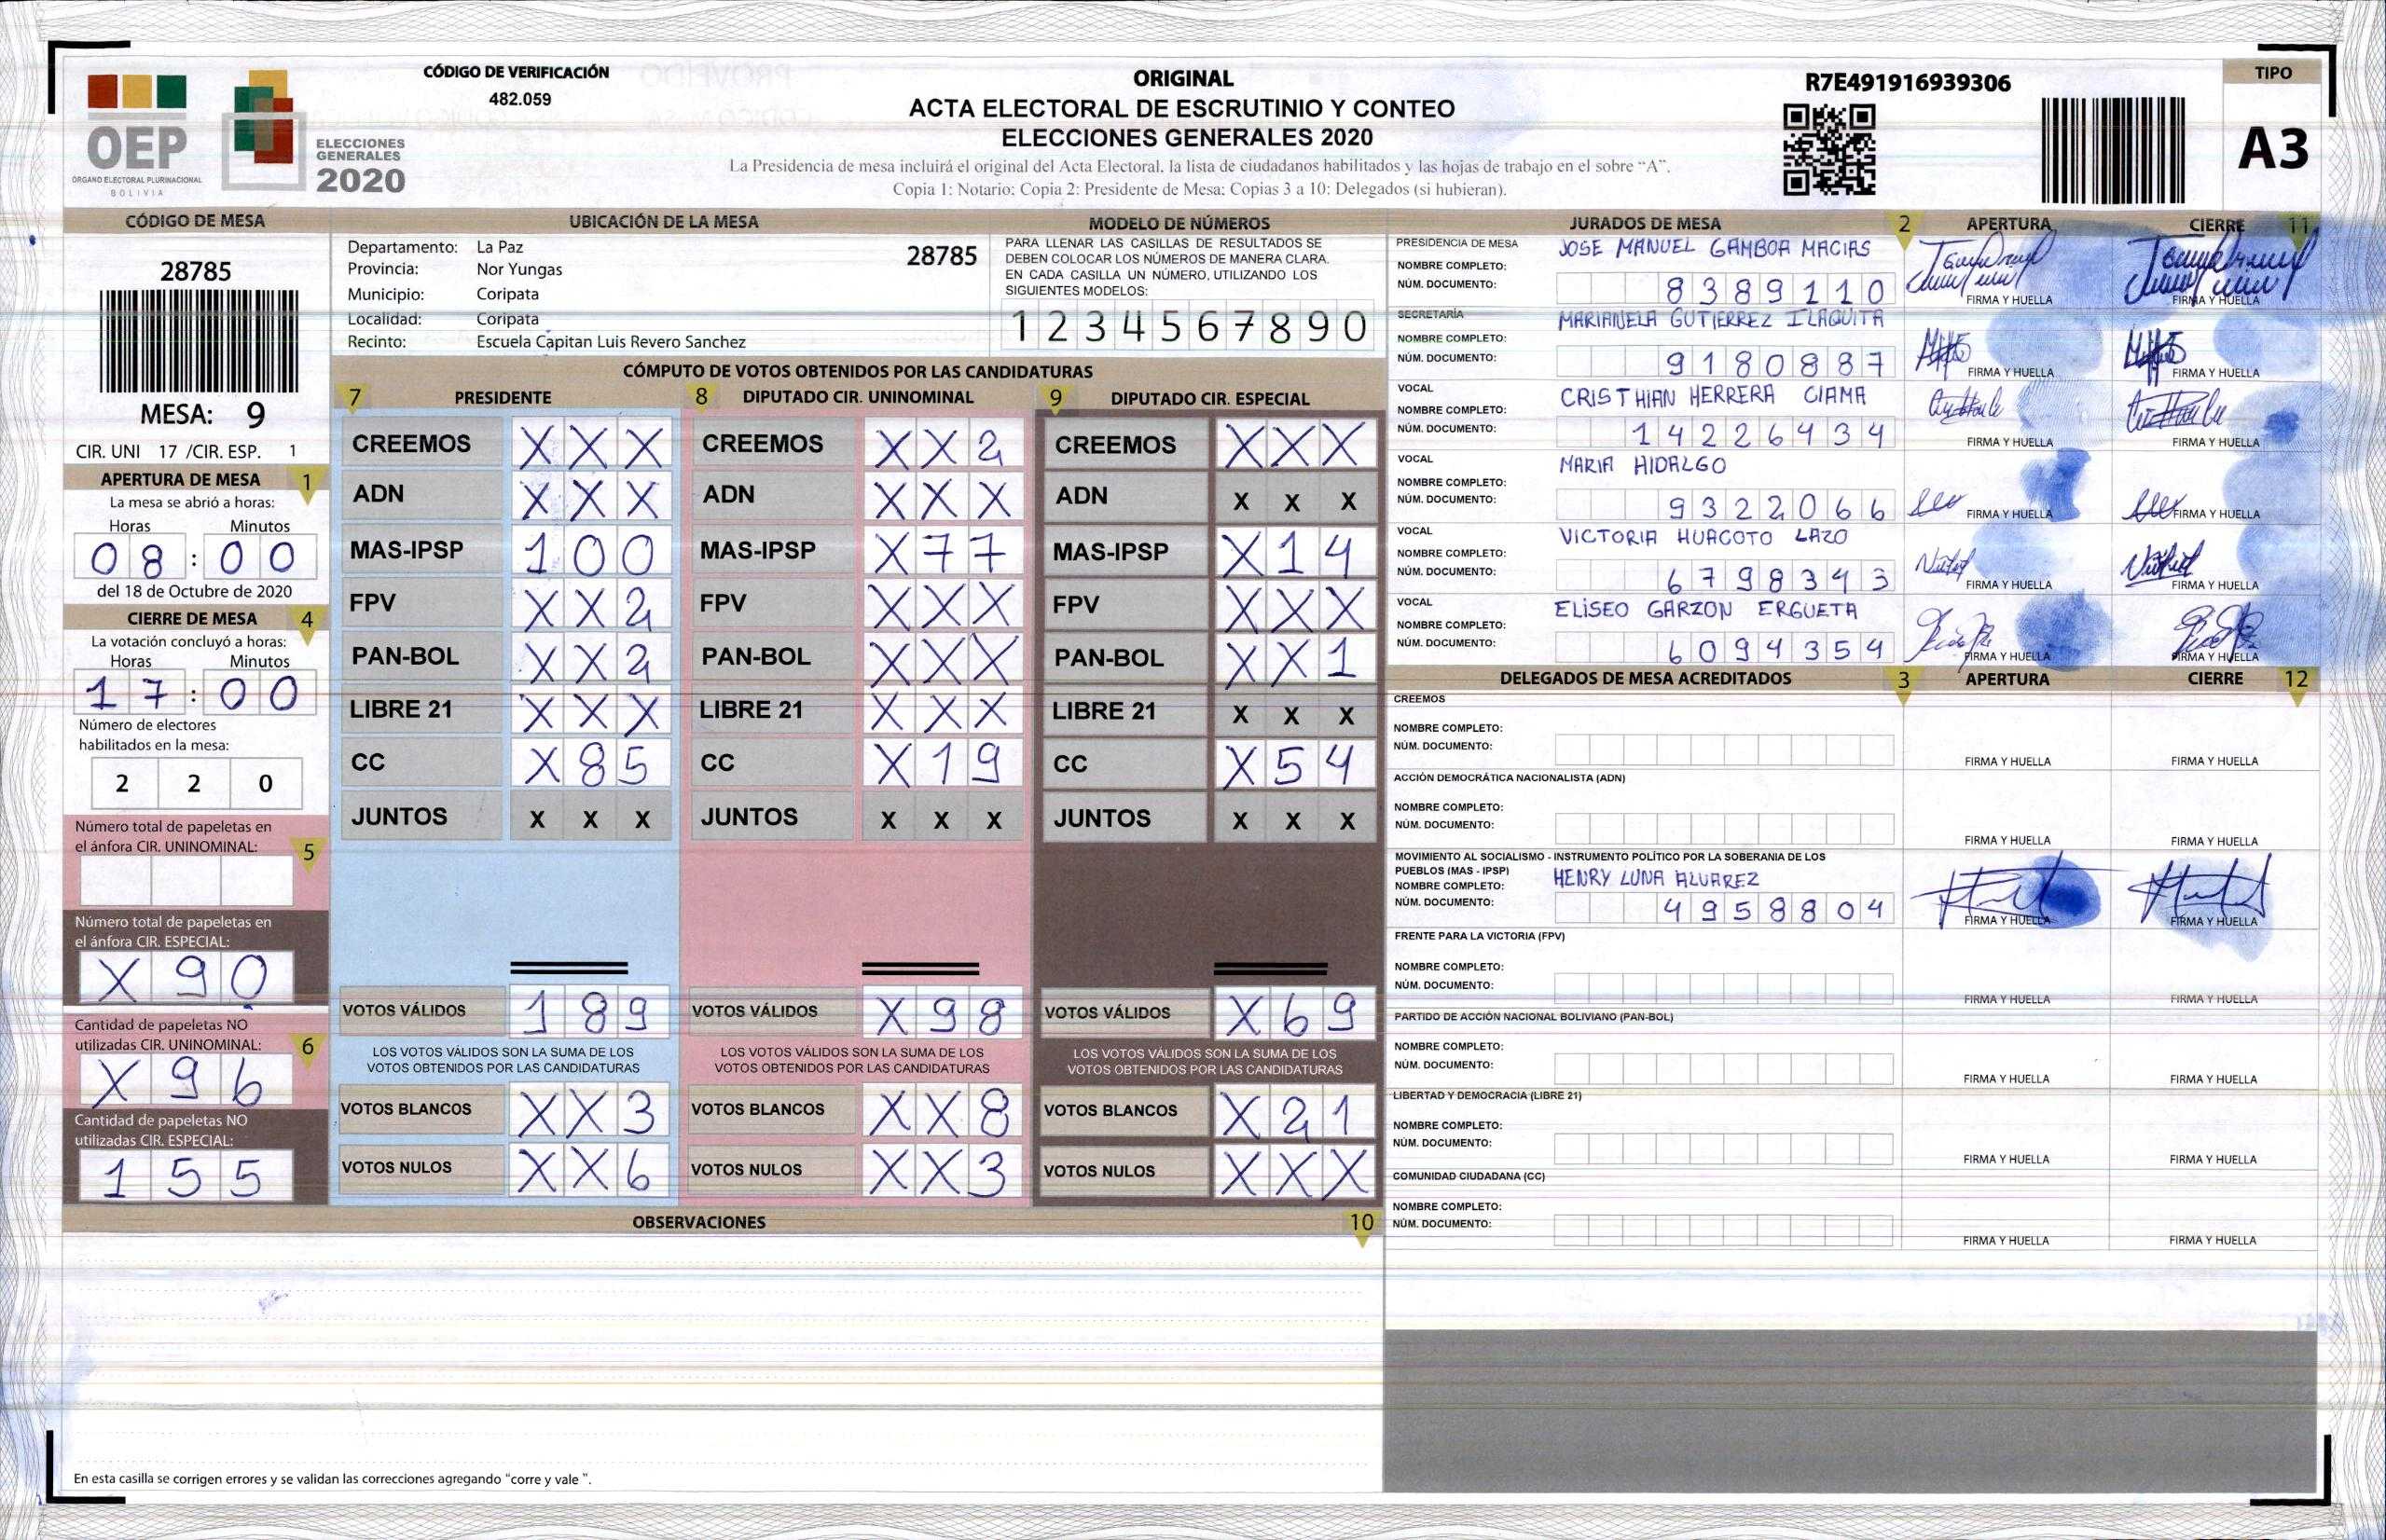 CÓDIGO DE VERIFICACIÓN
482.059
ORIGINAL
ACTA ELECTORAL DE ESCRUTINIO Y CONTEO
ELECCIONES GENERALES 2020
La Presidencia de mesa incluirá el original del Acta Electoral, la lista de ciudadanos habilitados y las hojas de trabajo en el sobre “A”.
Copia 1: Notario; Copia 2: Presidente de Mesa; Copias 3 a 10: Delegados (si hubieran).
R7E491916939306
TIPO
A3
OEP
ÓRGANO ELECTORAL PLURINACIONAL
BOLIVIA
ELECCIONES
GENERALES
2020
CÓDIGO DE MESA
28785
MESA: 9
CIR. UNI 17 /CIR. ESP. 1
APERTURA DE MESA 1
La mesa se abrió a horas:
Horas Minutos
08 : 00
del 18 de Octubre de 2020
CIERRE DE MESA 4
La votación concluyó a horas:
Horas Minutos
17 : 00
Número de electores
habilitados en la mesa:
2 2 0
Número total de papeletas en
el ánfora CIR. UNINOMINAL: 5
Número total de papeletas en
el ánfora CIR. ESPECIAL:
X 9 0
Cantidad de papeletas NO
utilizadas CIR. UNINOMINAL: 6
X 9 6
Cantidad de papeletas NO
utilizadas CIR. ESPECIAL:
1 5 5
UBICACIÓN DE LA MESA
Departamento: La Paz 28785
Provincia: Nor Yungas
Municipio: Coripata
Localidad: Coripata
Recinto: Escuela Capitan Luis Revero Sanchez
MODELO DE NÚMEROS
PARA LLENAR LAS CASILLAS DE RESULTADOS SE
DEBEN COLOCAR LOS NÚMEROS DE MANERA CLARA.
EN CADA CASILLA UN NÚMERO, UTILIZANDO LOS
SIGUIENTES MODELOS:
1 2 3 4 5 6 7 8 9 0
CÓMPUTO DE VOTOS OBTENIDOS POR LAS CANDIDATURAS
7 PRESIDENTE 8 DIPUTADO CIR. UNINOMINAL 9 DIPUTADO CIR. ESPECIAL
CREEMOS X X X CREEMOS X X 2 CREEMOS X X X
ADN X X X ADN X X X ADN X X X
MAS-IPSP 1 0 0 MAS-IPSP X 7 7 MAS-IPSP X 1 4
FPV X X 2 FPV X X X FPV X X X
PAN-BOL X X 2 PAN-BOL X X X PAN-BOL X X 1
LIBRE 21 X X X LIBRE 21 X X X LIBRE 21 X X X
CC X 8 5 CC X 1 9 CC X 5 4
JUNTOS X X X JUNTOS X X X JUNTOS X X X
VOTOS VÁLIDOS 1 8 9 VOTOS VÁLIDOS X 9 8 VOTOS VÁLIDOS X 6 9
LOS VOTOS VÁLIDOS SON LA SUMA DE LOS LOS VOTOS VÁLIDOS SON LA SUMA DE LOS LOS VOTOS VÁLIDOS SON LA SUMA DE LOS
VOTOS OBTENIDOS POR LAS CANDIDATURAS VOTOS OBTENIDOS POR LAS CANDIDATURAS VOTOS OBTENIDOS POR LAS CANDIDATURAS
VOTOS BLANCOS X X 3 VOTOS BLANCOS X X 8 VOTOS BLANCOS X 2 1
VOTOS NULOS X X 6 VOTOS NULOS X X 3 VOTOS NULOS X X X
OBSERVACIONES 10
En esta casilla se corrigen errores y se validan las correcciones agregando “corre y vale”.
JURADOS DE MESA 2 APERTURA CIERRE 11
PRESIDENCIA DE MESA
NOMBRE COMPLETO: JOSE MANUEL GAMBOA MACIAS
NÚM. DOCUMENTO: 8389110 FIRMA Y HUELLA FIRMA Y HUELLA
SECRETARÍA
NOMBRE COMPLETO: MARIANELA GUTIERREZ ILAQUITA
NÚM. DOCUMENTO: 9180887 FIRMA Y HUELLA FIRMA Y HUELLA
VOCAL
NOMBRE COMPLETO: CRISTHIAN HERRERA CIAMA
NÚM. DOCUMENTO: 14226434 FIRMA Y HUELLA FIRMA Y HUELLA
VOCAL
NOMBRE COMPLETO: MARIA HIDALGO
NÚM. DOCUMENTO: 9322066 FIRMA Y HUELLA FIRMA Y HUELLA
VOCAL
NOMBRE COMPLETO: VICTORIA HUACOTO LAZO
NÚM. DOCUMENTO: 6798343 FIRMA Y HUELLA FIRMA Y HUELLA
VOCAL
NOMBRE COMPLETO: ELISEO GARZON ERGUETA
NÚM. DOCUMENTO: 6094354 FIRMA Y HUELLA FIRMA Y HUELLA
DELEGADOS DE MESA ACREDITADOS 3 APERTURA CIERRE 12
CREEMOS
NOMBRE COMPLETO:
NÚM. DOCUMENTO: FIRMA Y HUELLA FIRMA Y HUELLA
ACCIÓN DEMOCRÁTICA NACIONALISTA (ADN)
NOMBRE COMPLETO:
NÚM. DOCUMENTO: FIRMA Y HUELLA FIRMA Y HUELLA
MOVIMIENTO AL SOCIALISMO - INSTRUMENTO POLÍTICO POR LA SOBERANIA DE LOS
PUEBLOS (MAS - IPSP)
NOMBRE COMPLETO: HENRY LUNA ALVAREZ
NÚM. DOCUMENTO: 4958804 FIRMA Y HUELLA FIRMA Y HUELLA
FRENTE PARA LA VICTORIA (FPV)
NOMBRE COMPLETO:
NÚM. DOCUMENTO: FIRMA Y HUELLA FIRMA Y HUELLA
PARTIDO DE ACCIÓN NACIONAL BOLIVIANO (PAN-BOL)
NOMBRE COMPLETO:
NÚM. DOCUMENTO: FIRMA Y HUELLA FIRMA Y HUELLA
LIBERTAD Y DEMOCRACIA (LIBRE 21)
NOMBRE COMPLETO:
NÚM. DOCUMENTO: FIRMA Y HUELLA FIRMA Y HUELLA
COMUNIDAD CIUDADANA (CC)
NOMBRE COMPLETO:
NÚM. DOCUMENTO: FIRMA Y HUELLA FIRMA Y HUELLA